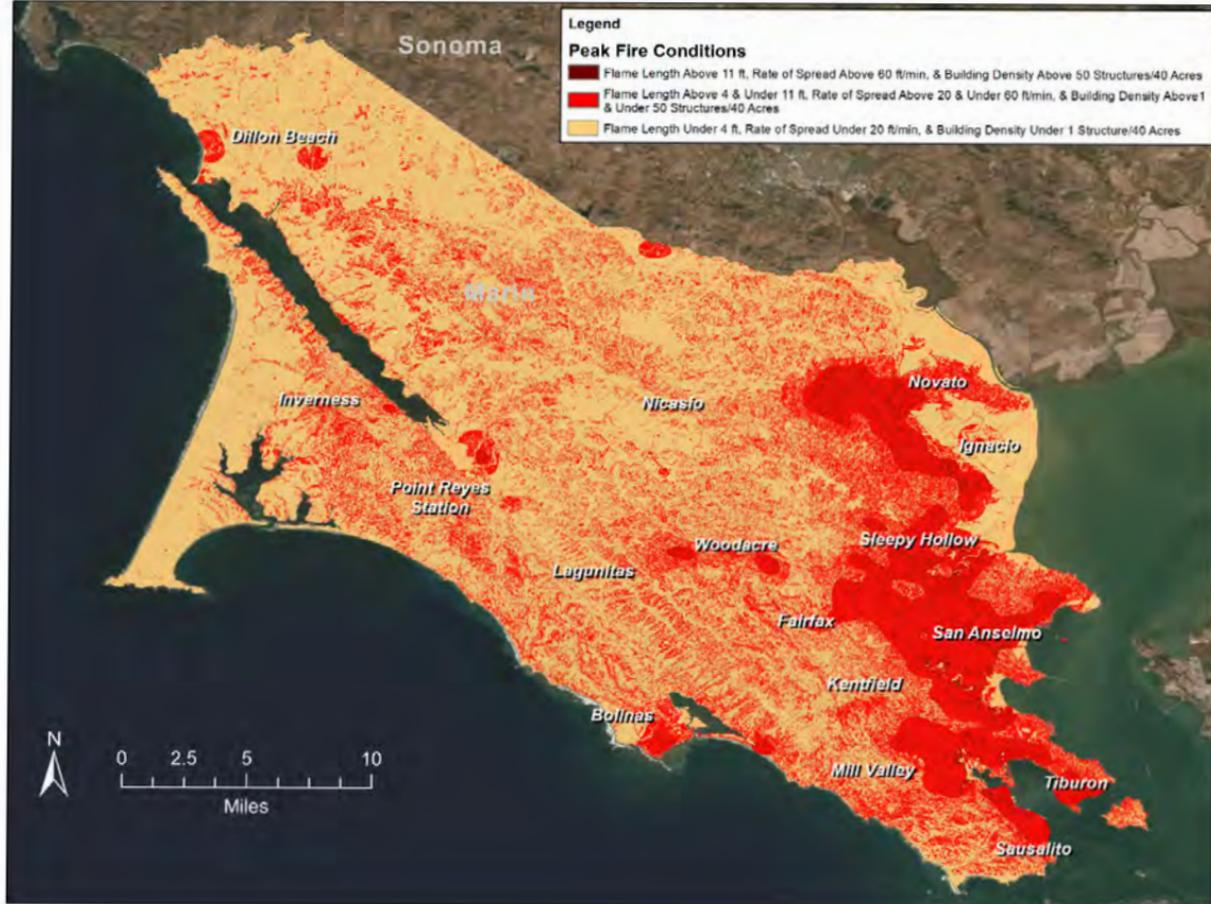 Legend
Peak Fire Conditions
Flame Length Above 11 ft, Rate of Spread Above 60 ft/min, & Building Density Above 50 Structures/40 Acres
Flame Length Above 4 & Under 11 ft, Rate of Spread Above 20 & Under 60 ft/min, & Building Density Above1
& Under 50 Structures/40 Acres
Flame Length Under 4 ft, Rate of Spread Under 20 ft/min, & Building Density Under 1 Structure/40 Acres
Sonoma
Dillon Beach
Marin
Novato
Inverness
Nicasio
Ignacio
Point Reyes
Station
Sleepy Hollow
Woodacre
Lagunitas
Fairfax
San Anselmo
Kentfield
Bolinas
Mill Valley
Tiburon
Sausalito
N
0 2.5 5 10
Miles